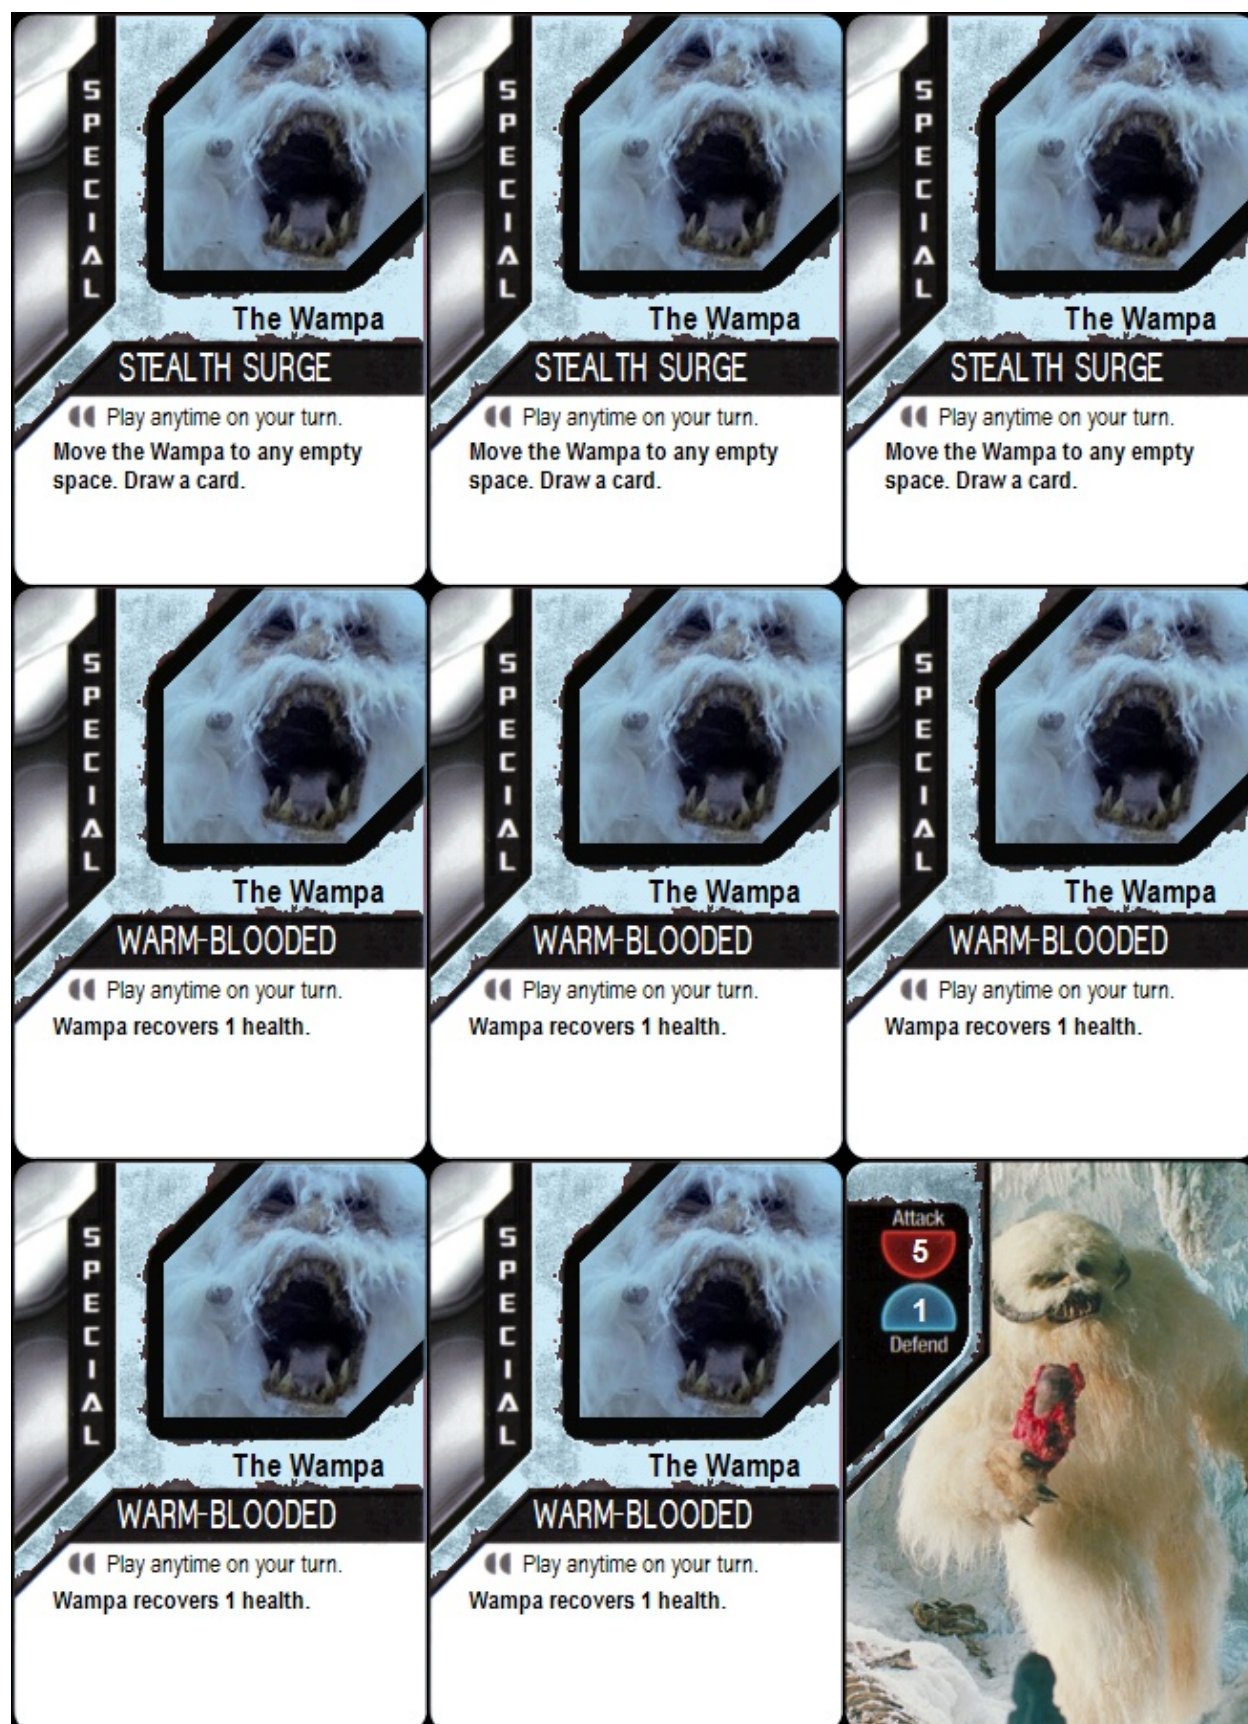 SPECIAL
The Wampa
STEALTH SURGE
Play anytime on your turn.
Move the Wampa to any empty
space. Draw a card.
SPECIAL
The Wampa
STEALTH SURGE
Play anytime on your turn.
Move the Wampa to any empty
space. Draw a card.
SPECIAL
The Wampa
STEALTH SURGE
Play anytime on your turn.
Move the Wampa to any empty
space. Draw a card.
SPECIAL
The Wampa
WARM-BLOODED
Play anytime on your turn.
Wampa recovers 1 health.
SPECIAL
The Wampa
WARM-BLOODED
Play anytime on your turn.
Wampa recovers 1 health.
SPECIAL
The Wampa
WARM-BLOODED
Play anytime on your turn.
Wampa recovers 1 health.
SPECIAL
The Wampa
WARM-BLOODED
Play anytime on your turn.
Wampa recovers 1 health.
SPECIAL
The Wampa
WARM-BLOODED
Play anytime on your turn.
Wampa recovers 1 health.
Attack
5
1
Defend